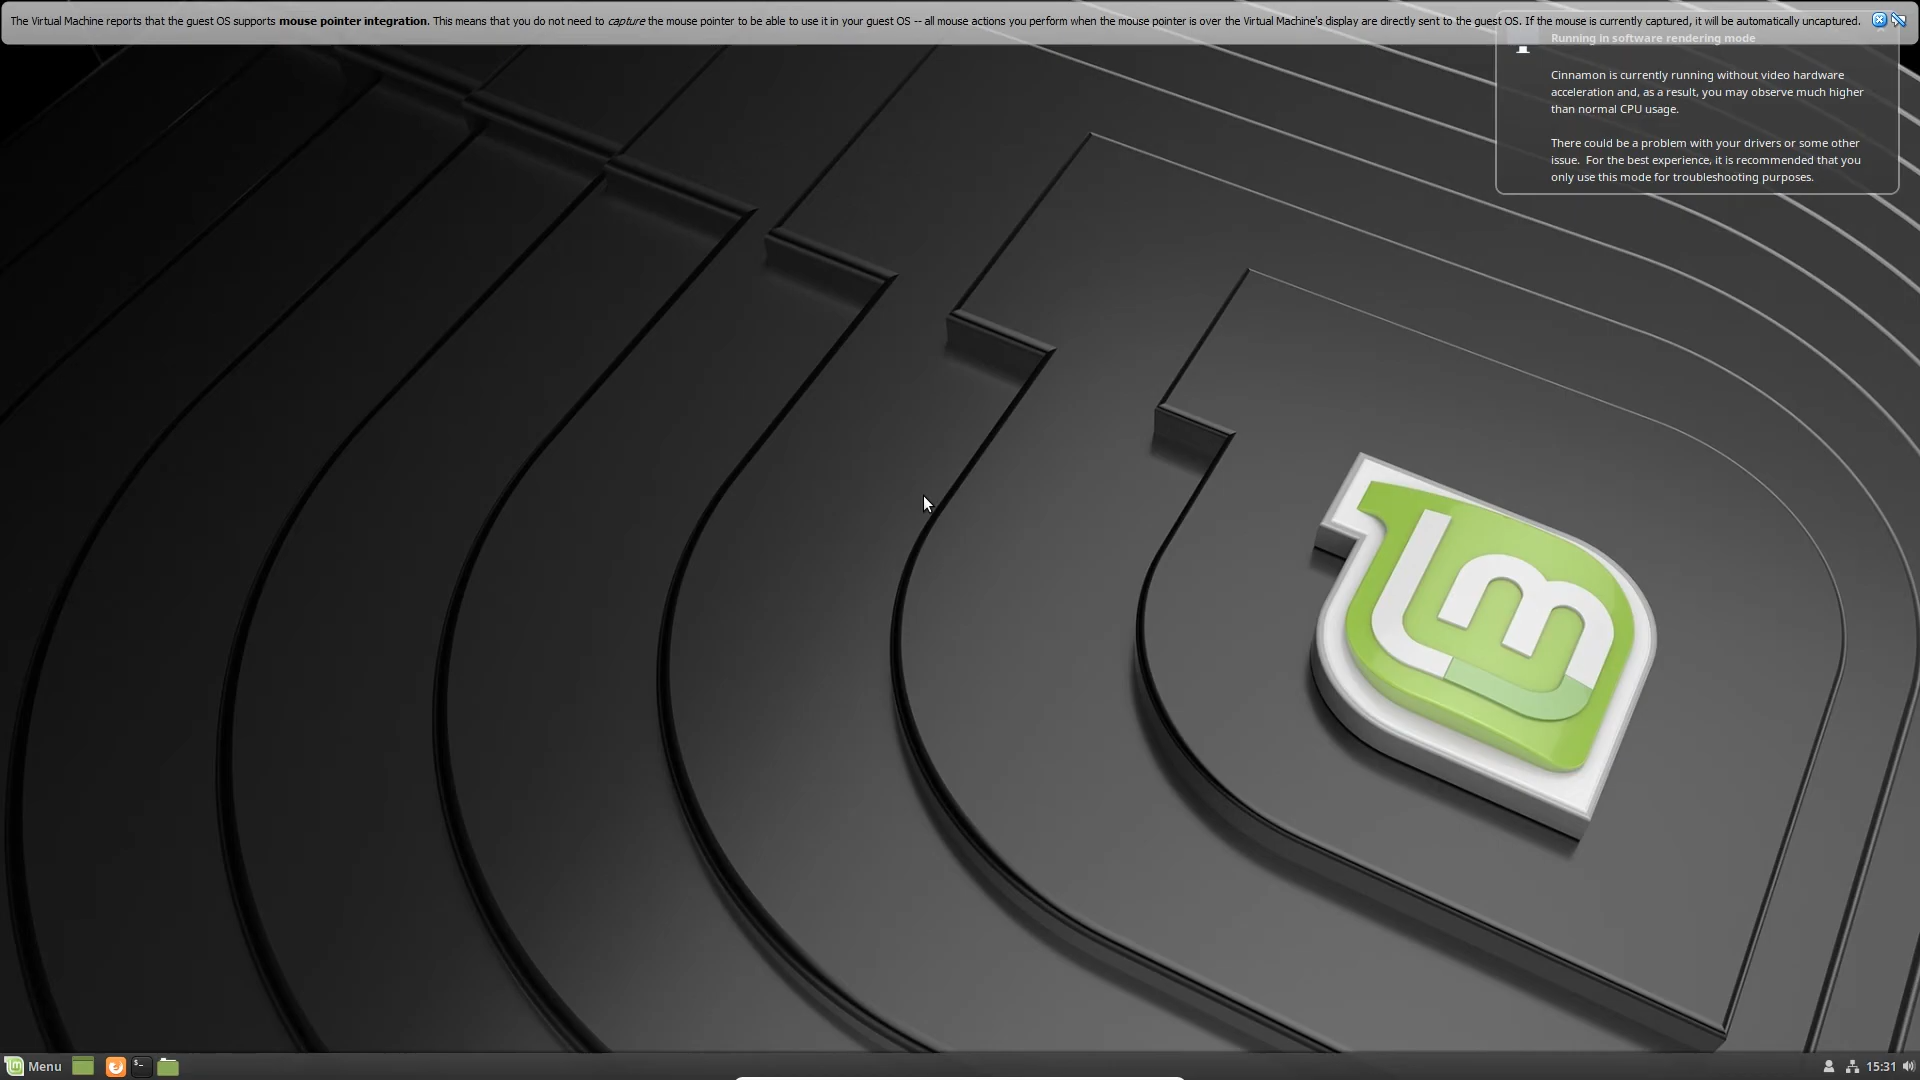 The Virtual Machine reports that the guest OS supports mouse pointer integration. This means that you do not need to capture the mouse pointer to be able to use it in your guest OS -- all mouse actions you perform when the mouse pointer is over the Virtual Machine's display are directly sent to the guest OS. If the mouse is currently captured, it will be automatically uncaptured.
Running in software rendering mode
Cinnamon is currently running without video hardware
acceleration and, as a result, you may observe much higher
than normal CPU usage.
There could be a problem with your drivers or some other
issue.  For the best experience, it is recommended that you
only use this mode for troubleshooting purposes.
lm
Menu
$_
15:31